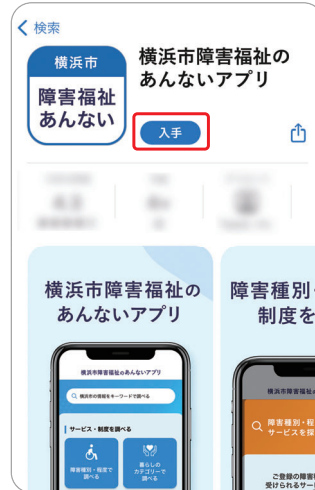 検索
横浜市
障害福祉
あんない
横浜市障害福祉の
あんないアプリ
入手
横浜市障害福祉の
あんないアプリ
障害種別
制度を
横浜市障害福祉のあんないアプリ
横浜市の情報をキーワードで調べる
サービス・制度を調べる
障害種別・程度で
調べる
暮らしの
カテゴリーで
調べる
横浜市障害福祉の
障害種別・程
サービスを探
ご登録の障害
受けられるサー